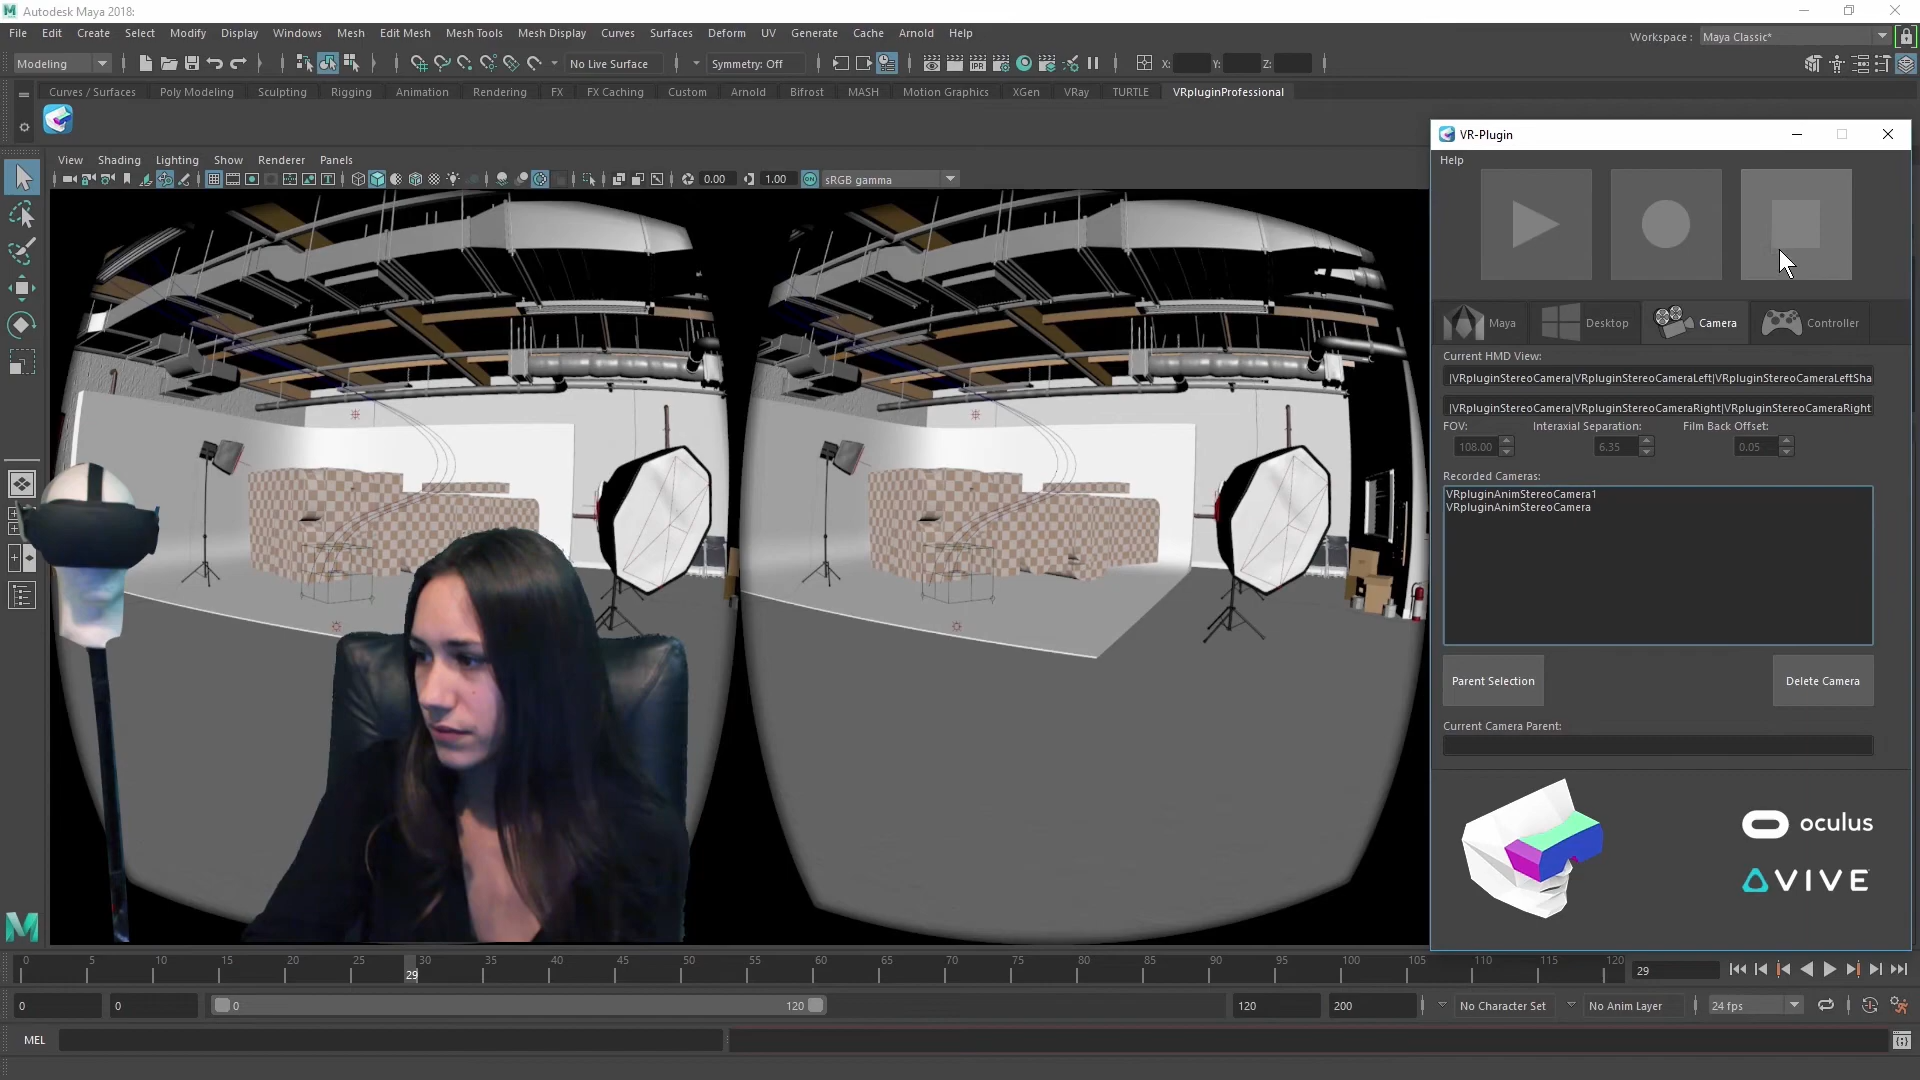 Autodesk Maya 2018:
File Edit Create Select Modify Display Windows Mesh Edit Mesh Mesh Tools Mesh Display Curves Surfaces Deform UV Generate Cache Arnold Help
Workspace : Maya Classic*
Modeling No Live Surface Symmetry: Off X: Y: Z:
Curves / Surfaces Poly Modeling Sculpting Rigging Animation Rendering FX FX Caching Custom Arnold Bifrost MASH Motion Graphics XGen VRay TURTLE VRpluginProfessional
View Shading Lighting Show Renderer Panels
0.00 1.00 sRGB gamma
VR-Plugin
Help
Maya Desktop Camera Controller
Current HMD View:
|VRpluginStereoCamera|VRpluginStereoCameraLeft|VRpluginStereoCameraLeftSha
|VRpluginStereoCamera|VRpluginStereoCameraRight|VRpluginStereoCameraRight
FOV: Interaxial Separation: Film Back Offset:
108.00 6.35 0.05
Recorded Cameras:
VRpluginAnimStereoCamera1
VRpluginAnimStereoCamera
Parent Selection Delete Camera
Current Camera Parent:
oculus
VIVE
0 5 10 15 20 25 30 35 40 45 50 55 60 65 70 75 80 85 90 95 100 105 110 115 120
29 29
0 0 0 120 120 200 No Character Set No Anim Layer 24 fps
MEL